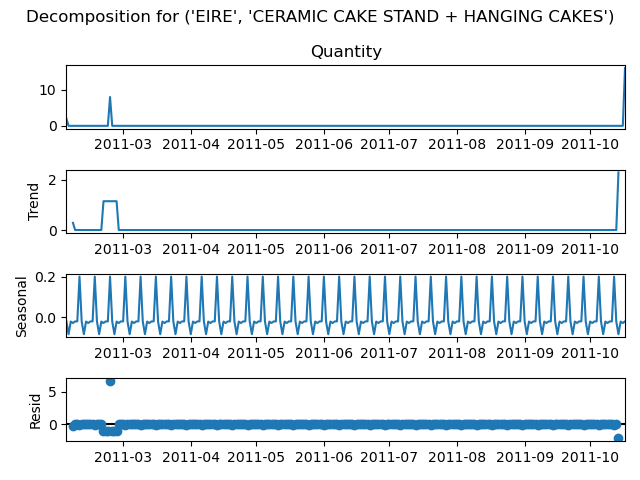 Decomposition for ('EIRE', 'CERAMIC CAKE STAND + HANGING CAKES')
Quantity
10
0
2011-03 2011-04 2011-05 2011-06 2011-07 2011-08 2011-09 2011-10
Trend
2
0
2011-03 2011-04 2011-05 2011-06 2011-07 2011-08 2011-09 2011-10
Seasonal
0.2
0.0
2011-03 2011-04 2011-05 2011-06 2011-07 2011-08 2011-09 2011-10
Resid
5
0
2011-03 2011-04 2011-05 2011-06 2011-07 2011-08 2011-09 2011-10